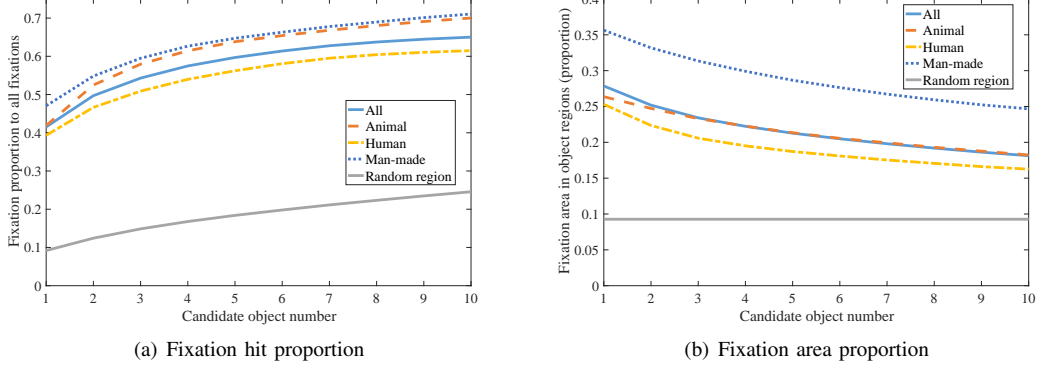 Fixation proportion to all fixations
0.7
0.6
0.5
0.4
0.3
0.2
0.1
0
1 2 3 4 5 6 7 8 9 10
Candidate object number
All
Animal
Human
Man-made
Random region
(a) Fixation hit proportion
Fixation area in object regions (proportion)
0.4
0.35
0.3
0.25
0.2
0.15
0.1
0.05
0
1 2 3 4 5 6 7 8 9 10
Candidate object number
All
Animal
Human
Man-made
Random region
(b) Fixation area proportion